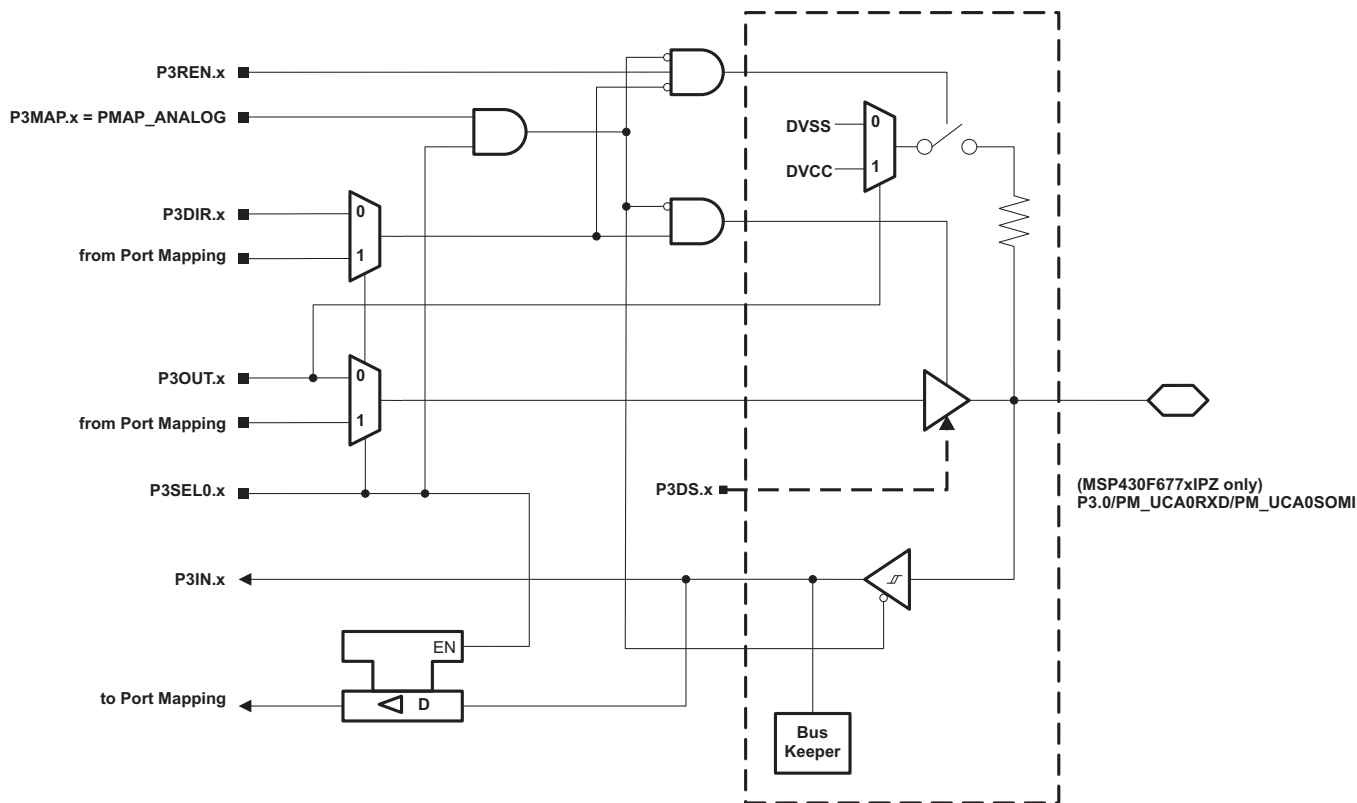 P3REN.x
P3MAP.x = PMAP_ANALOG
DVSS
0
DVCC
1
P3DIR.x
0
from Port Mapping
1
P3OUT.x
0
from Port Mapping
1
P3SEL0.x
P3DS.x
(MSP430F677xIPZ only)
P3.0/PM_UCA0RXD/PM_UCA0SOMI
P3IN.x
EN
to Port Mapping
D
Bus
Keeper